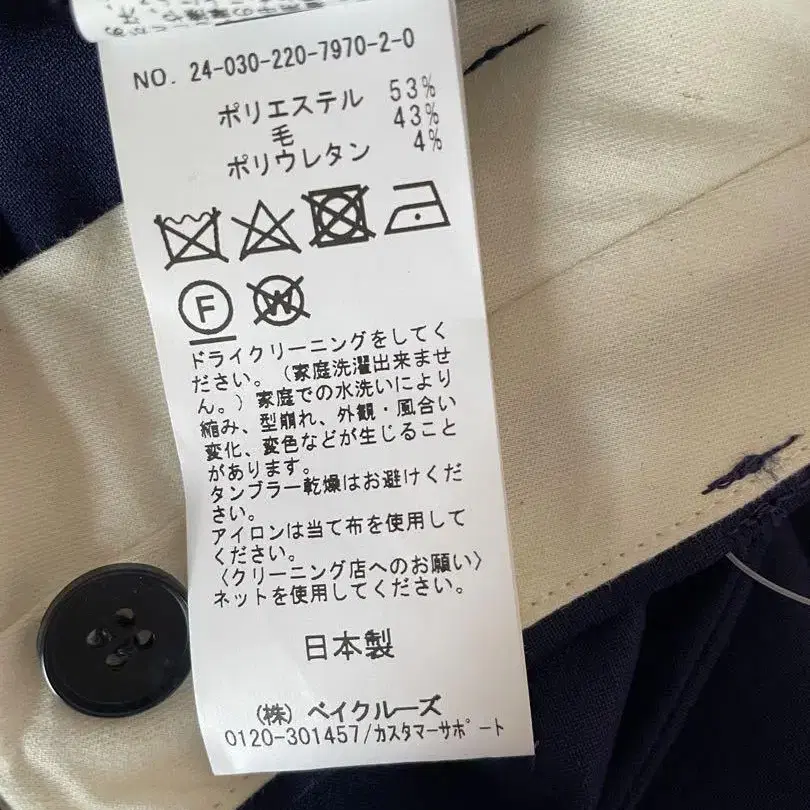 NO. 24-030-220-7970-2-0
ポリエステル 53%
毛 43%
ポリウレタン 4%
F
W
ドライクリーニングをしてく
ださい。(家庭洗濯出来ませ
ん。)家庭での水洗いにより
縮み、型崩れ、外観・風合い
変化、変色などが生じること
があります。
タンブラー乾燥はお避けくだ
さい。
アイロンは当て布を使用して
ください。
〈クリーニング店へのお願い〉
ネットを使用してください。
日本製
(株)ベイクルーズ
0120-301457/カスタマーサポート